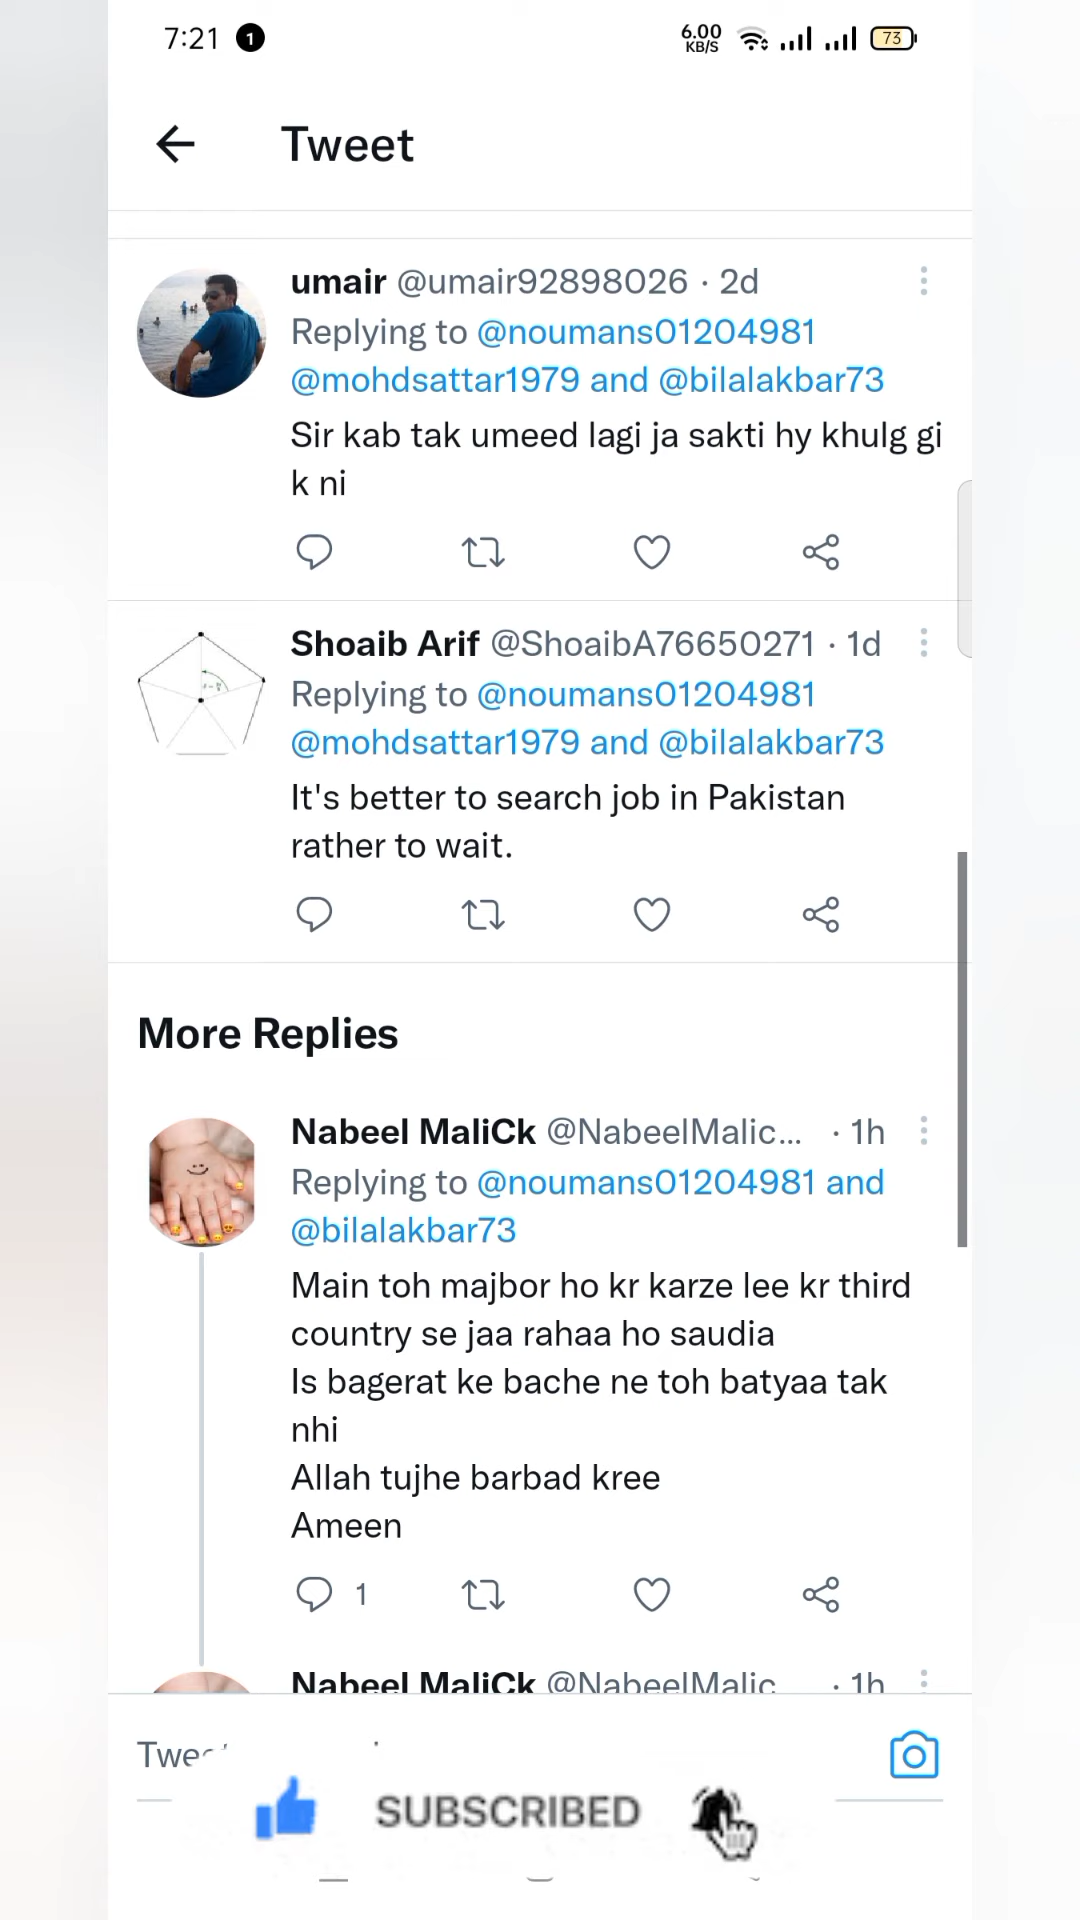 7:21 1 6.00 KB/S 73
Tweet
umair @umair92898026 · 2d
Replying to @noumans01204981
@mohdsattar1979 and @bilalakbar73
Sir kab tak umeed lagi ja sakti hy khulg gi
k ni
Shoaib Arif @ShoaibA76650271 · 1d
Replying to @noumans01204981
@mohdsattar1979 and @bilalakbar73
It's better to search job in Pakistan
rather to wait.
More Replies
Nabeel MaliCk @NabeelMalic... · 1h
Replying to @noumans01204981 and
@bilalakbar73
Main toh majbor ho kr karze lee kr third
country se jaa rahaa ho saudia
Is bagerat ke bache ne toh batyaa tak
nhi
Allah tujhe barbad kree
Ameen
1
Nabeel MaliCk @NabeelMalic · 1h
SUBSCRIBED